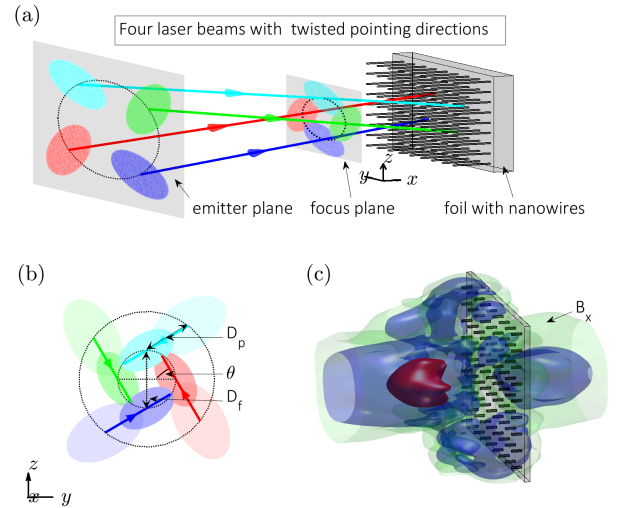 (a)
Four laser beams with twisted pointing directions
z
y
x
emitter plane
focus plane
foil with nanowires
(b)
D_p
θ
D_f
z
x
y
(c)
B_x